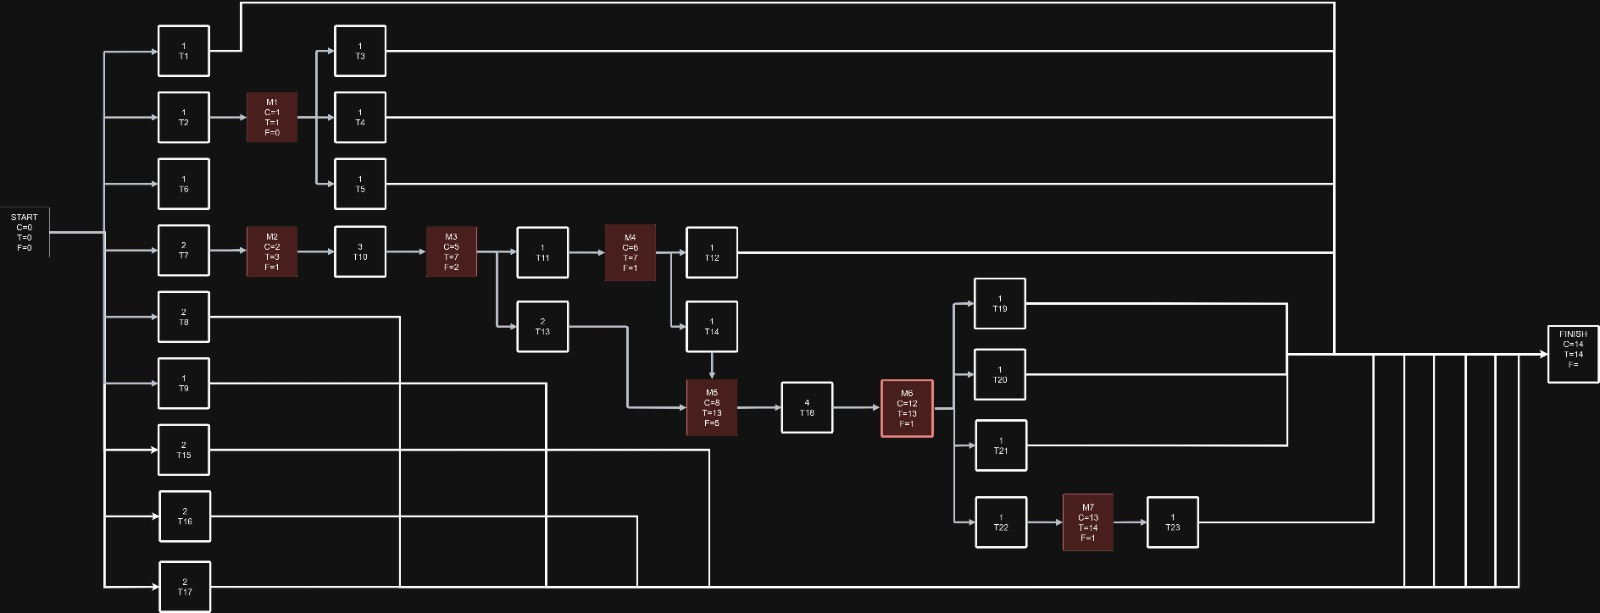 START
C=0
T=0
F=0
1
T1
1
T2
1
T6
2
T7
2
T8
1
T9
2
T15
2
T16
2
T17
M1
C=1
T=1
F=0
1
T3
1
T4
1
T5
M2
C=2
T=3
F=1
3
T10
M3
C=5
T=7
F=2
1
T11
2
T13
M4
C=6
T=7
F=1
1
T12
1
T14
M5
C=8
T=13
F=5
4
T18
M6
C=12
T=13
F=1
1
T19
1
T20
1
T21
1
T22
M7
C=13
T=14
F=1
1
T23
FINISH
C=14
T=14
F=